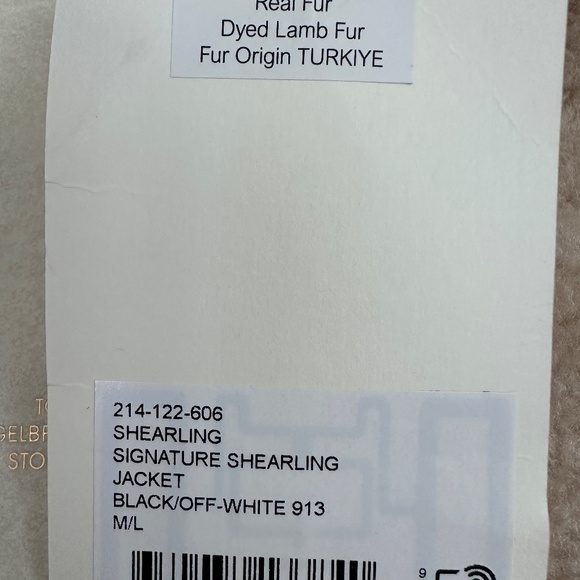 Real Fur
Dyed Lamb Fur
Fur Origin TURKIYE
214-122-606
SHEARLING
SIGNATURE SHEARLING
JACKET
BLACK/OFF-WHITE 913
M/L
9